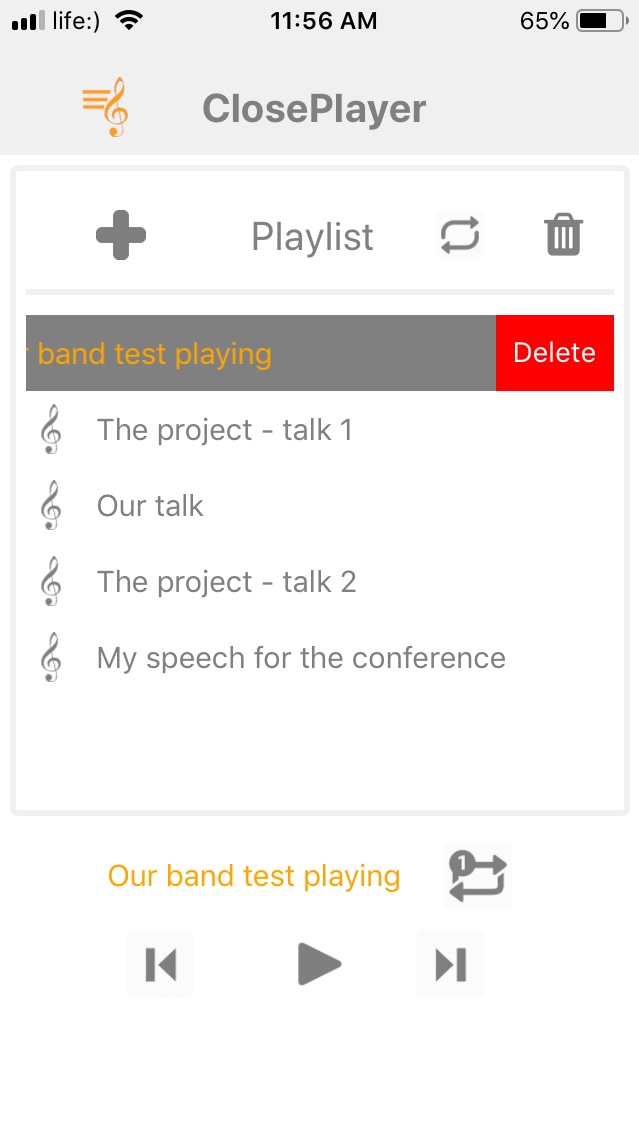 life:) 11:56 AM 65%
ClosePlayer
Playlist
band test playing Delete
The project - talk 1
Our talk
The project - talk 2
My speech for the conference
Our band test playing 1